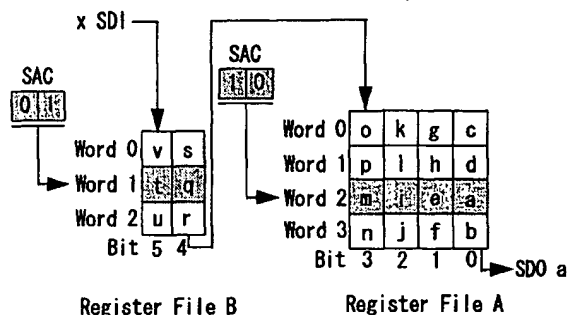 x SDI
SAC
0 1
SAC
1 0
Word 0 v s
Word 1 t q
Word 2 u r
Bit 5 4
Word 0 o k g c
Word 1 p l h d
Word 2 m i e a
Word 3 n j f b
Bit 3 2 1 0
SDO a
Register File B
Register File A